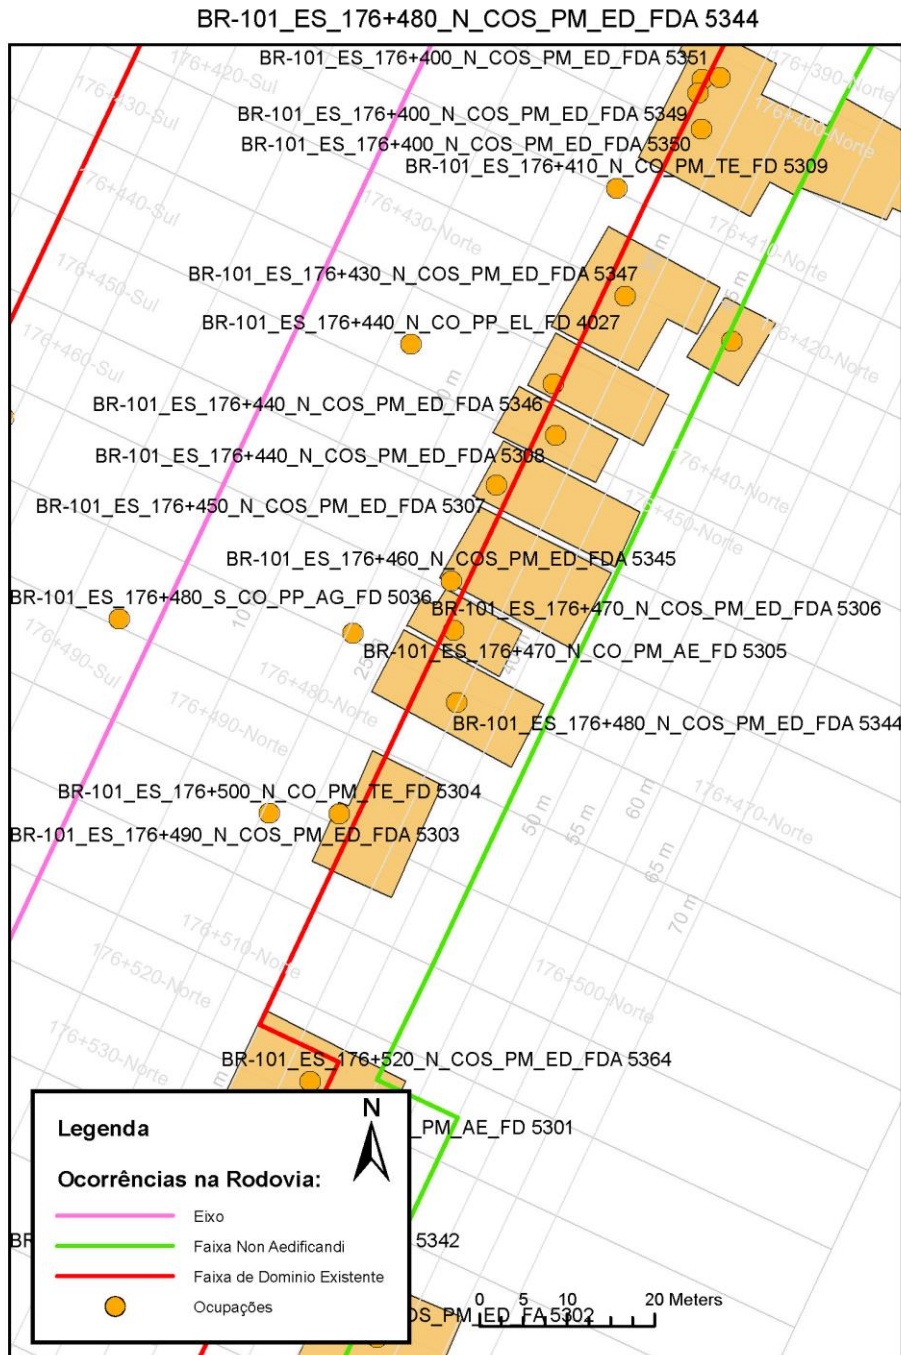 BR-101_ES_176+480_N_COS_PM_ED_FDA 5344
176+420-Sul
BR-101_ES_176+400_N_COS_PM_ED_FDA 5351
176+390-Norte
176+430-Sul
BR-101_ES_176+400_N_COS_PM_ED_FDA 5349
176+400-Norte
BR-101_ES_176+400_N_COS_PM_ED_FDA 5350
BR-101_ES_176+410_N_CO_PM_TE_FD 5309
176+440-Sul
176+430-Norte
176+410-Norte
176+450-Sul
BR-101_ES_176+430_N_COS_PM_ED_FDA 5347
BR-101_ES_176+440_N_CO_PP_EL_FD 4027
176+420-Norte
176+460-Sul
BR-101_ES_176+440_N_COS_PM_ED_FDA 5346
BR-101_ES_176+440_N_COS_PM_ED_FDA 5308
176+440-Norte
BR-101_ES_176+450_N_COS_PM_ED_FDA 5307
176+450-Norte
BR-101_ES_176+460_N_COS_PM_ED_FDA 5345
BR-101_ES_176+480_S_CO_PP_AG_FD 5036
BR-101_ES_176+470_N_COS_PM_ED_FDA 5306
176+490-Sul
25 m
BR-101_ES_176+470_N_CO_PM_AE_FD 5305
176+480-Norte
176+490-Norte
BR-101_ES_176+480_N_COS_PM_ED_FDA 5344
BR-101_ES_176+500_N_CO_PM_TE_FD 5304
50 m
55 m
60 m
176+470-Norte
BR-101_ES_176+490_N_COS_PM_ED_FDA 5303
65 m
70 m
176+510-Norte
176+520-Norte
176+500-Norte
176+530-Norte
BR-101_ES_176+520_N_COS_PM_ED_FDA 5364
_PM_AE_FD 5301
N
Legenda
Ocorrências na Rodovia:
Eixo
BR
Faixa Non Aedificandi
5342
Faixa de Dominio Existente
Ocupações
0 5 10 20 Meters
OS_PM_ED_FA 5302